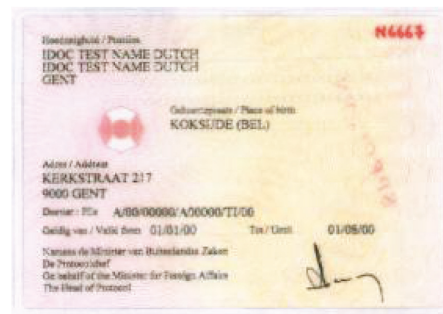 N6667
Hoedanigheid / Position
IDOC TEST NAME DUTCH
IDOC TEST NAME DUTCH
GENT
Geboorteplaats / Place of birth
KOKSIJDE (BEL)
Adres / Address
KERKSTRAAT 217
9000 GENT
Dossier / File A/00/00000/A00000/TI/00
Geldig van / Valid from 01/01/00 Tot / Until 01/08/00
Namens de Minister van Buitenlandse Zaken
De Protocolchef
On behalf of the Minister for Foreign Affairs
The Head of Protocol